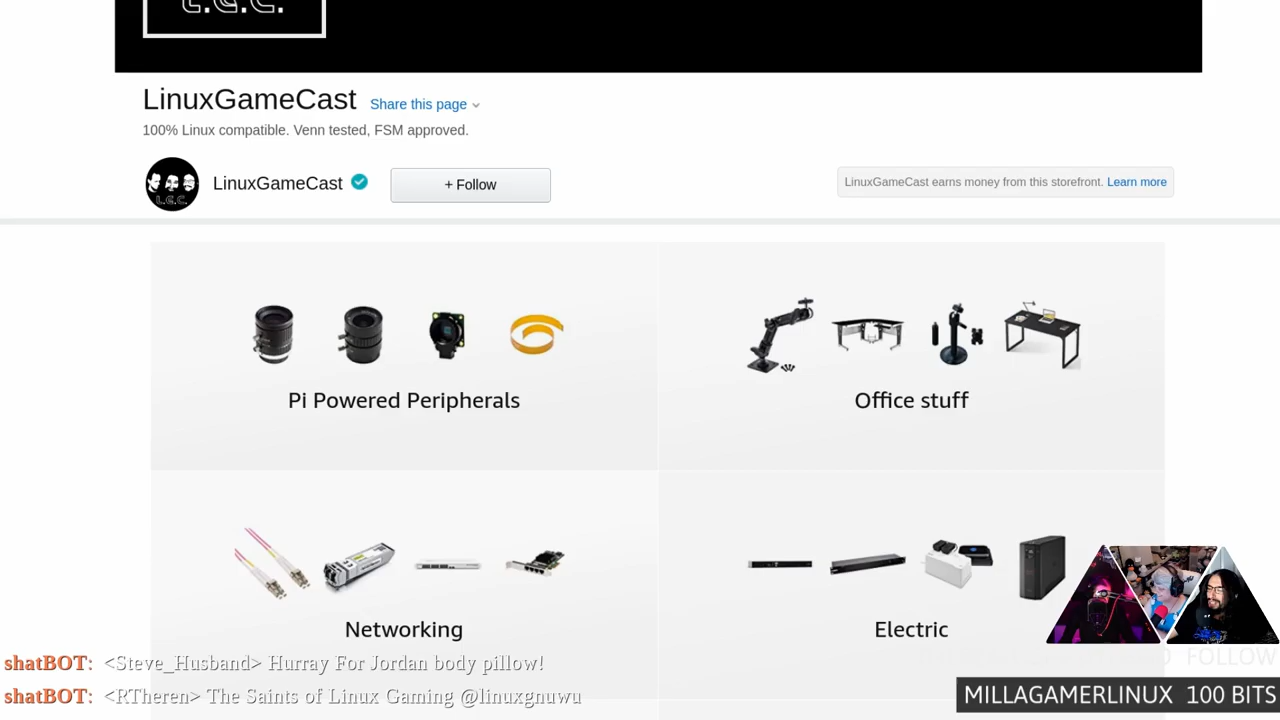 L.G.C.
LinuxGameCast Share this page
100% Linux compatible. Venn tested, FSM approved.
L.G.C.
LinuxGameCast
+ Follow
LinuxGameCast earns money from this storefront. Learn more
Pi Powered Peripherals
Office stuff
Networking
Electric
shatBOT: <Steve_Husband> Hurray For Jordan body pillow!
shatBOT: <RTheren> The Saints of Linux Gaming @linuxgnuwu
FOLLOW
MILLAGAMERLINUX 100 BITS